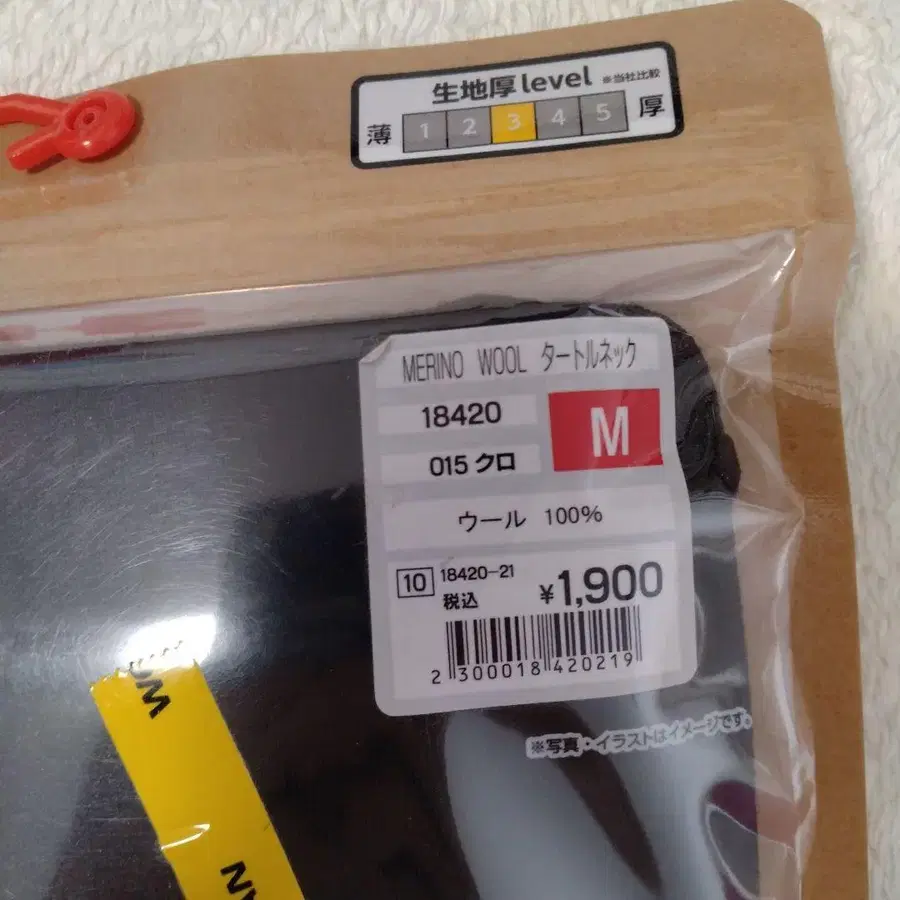 生地厚level ※当社比較
薄 1 2 3 4 5 厚
MERINO WOOL タートルネック
18420
M
015 クロ
ウール 100%
10 18420-21
税込 ¥1,900
2 300018 420219
※写真・イラストはイメージです。
WO
AN